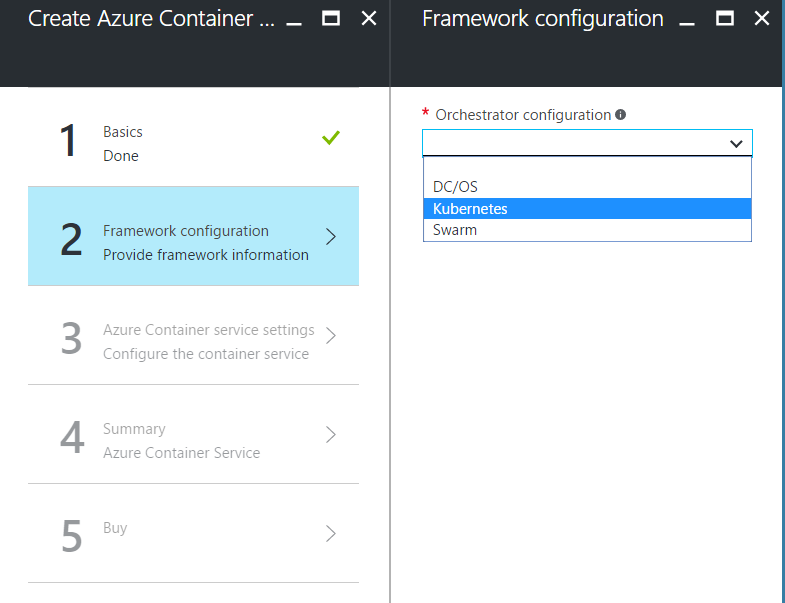 Create Azure Container ...
1
Basics
Done
2
Framework configuration
Provide framework information
3
Azure Container service settings
Configure the container service
4
Summary
Azure Container Service
5
Buy
Framework configuration
* Orchestrator configuration
DC/OS
Kubernetes
Swarm